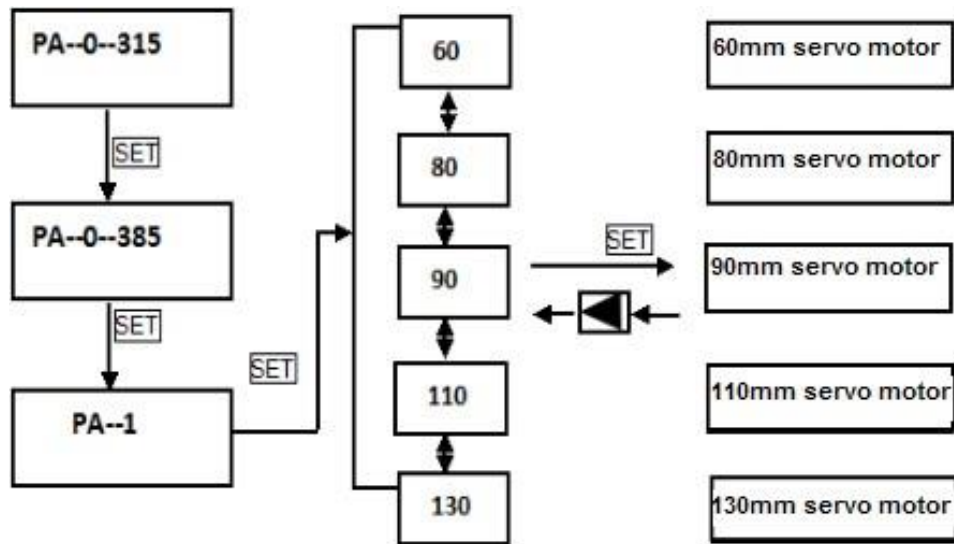 PA--0--315
SET
PA--0--385
SET
PA--1
SET
60
80
90
110
130
SET
60mm servo motor
80mm servo motor
90mm servo motor
110mm servo motor
130mm servo motor